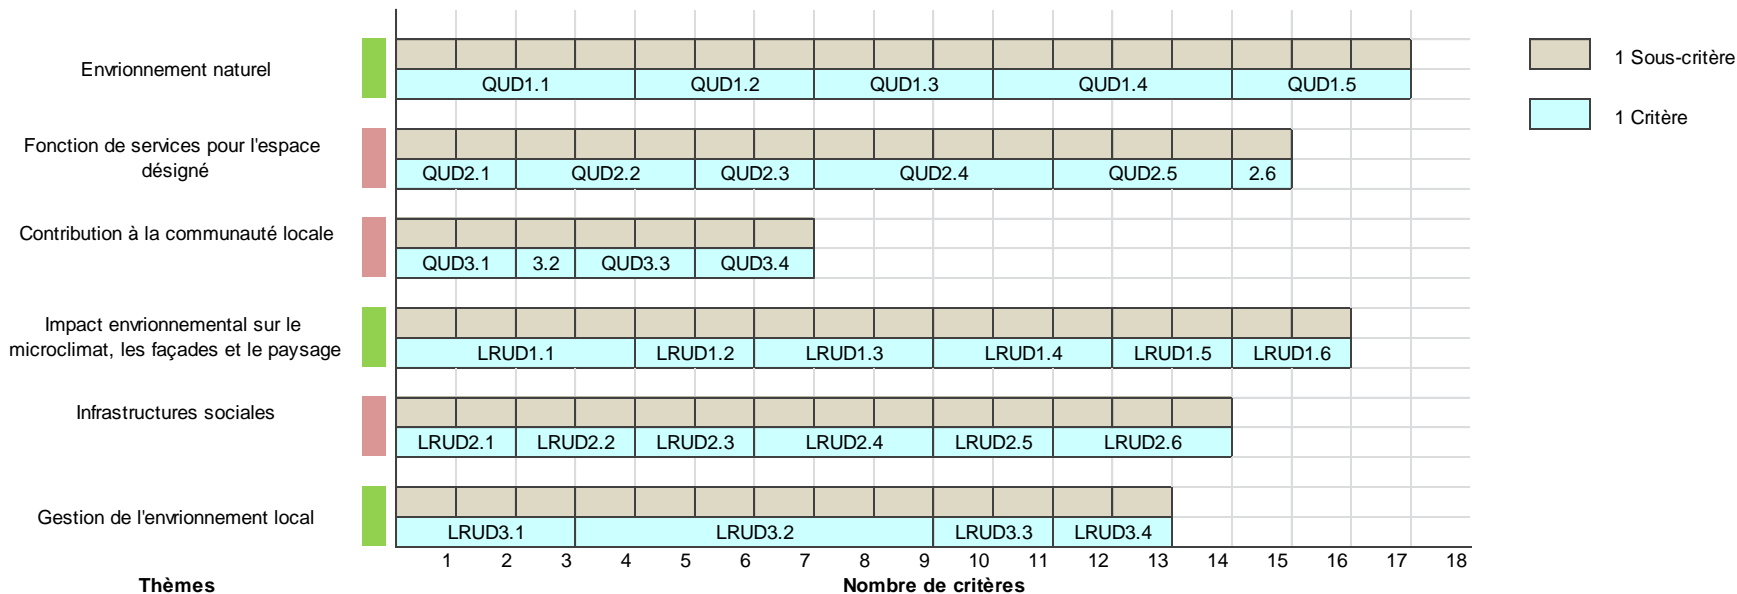 Envrionnement naturel
QUD1.1 QUD1.2 QUD1.3 QUD1.4 QUD1.5
1 Sous-critère
1 Critère
Fonction de services pour l'espace
désigné
QUD2.1 QUD2.2 QUD2.3 QUD2.4 QUD2.5 2.6
Contribution à la communauté locale
QUD3.1 3.2 QUD3.3 QUD3.4
Impact envrionnemental sur le
microclimat, les façades et le paysage
LRUD1.1 LRUD1.2 LRUD1.3 LRUD1.4 LRUD1.5 LRUD1.6
Infrastructures sociales
LRUD2.1 LRUD2.2 LRUD2.3 LRUD2.4 LRUD2.5 LRUD2.6
Gestion de l'envrionnement local
LRUD3.1 LRUD3.2 LRUD3.3 LRUD3.4
1 2 3 4 5 6 7 8 9 10 11 12 13 14 15 16 17 18
Thèmes
Nombre de critères